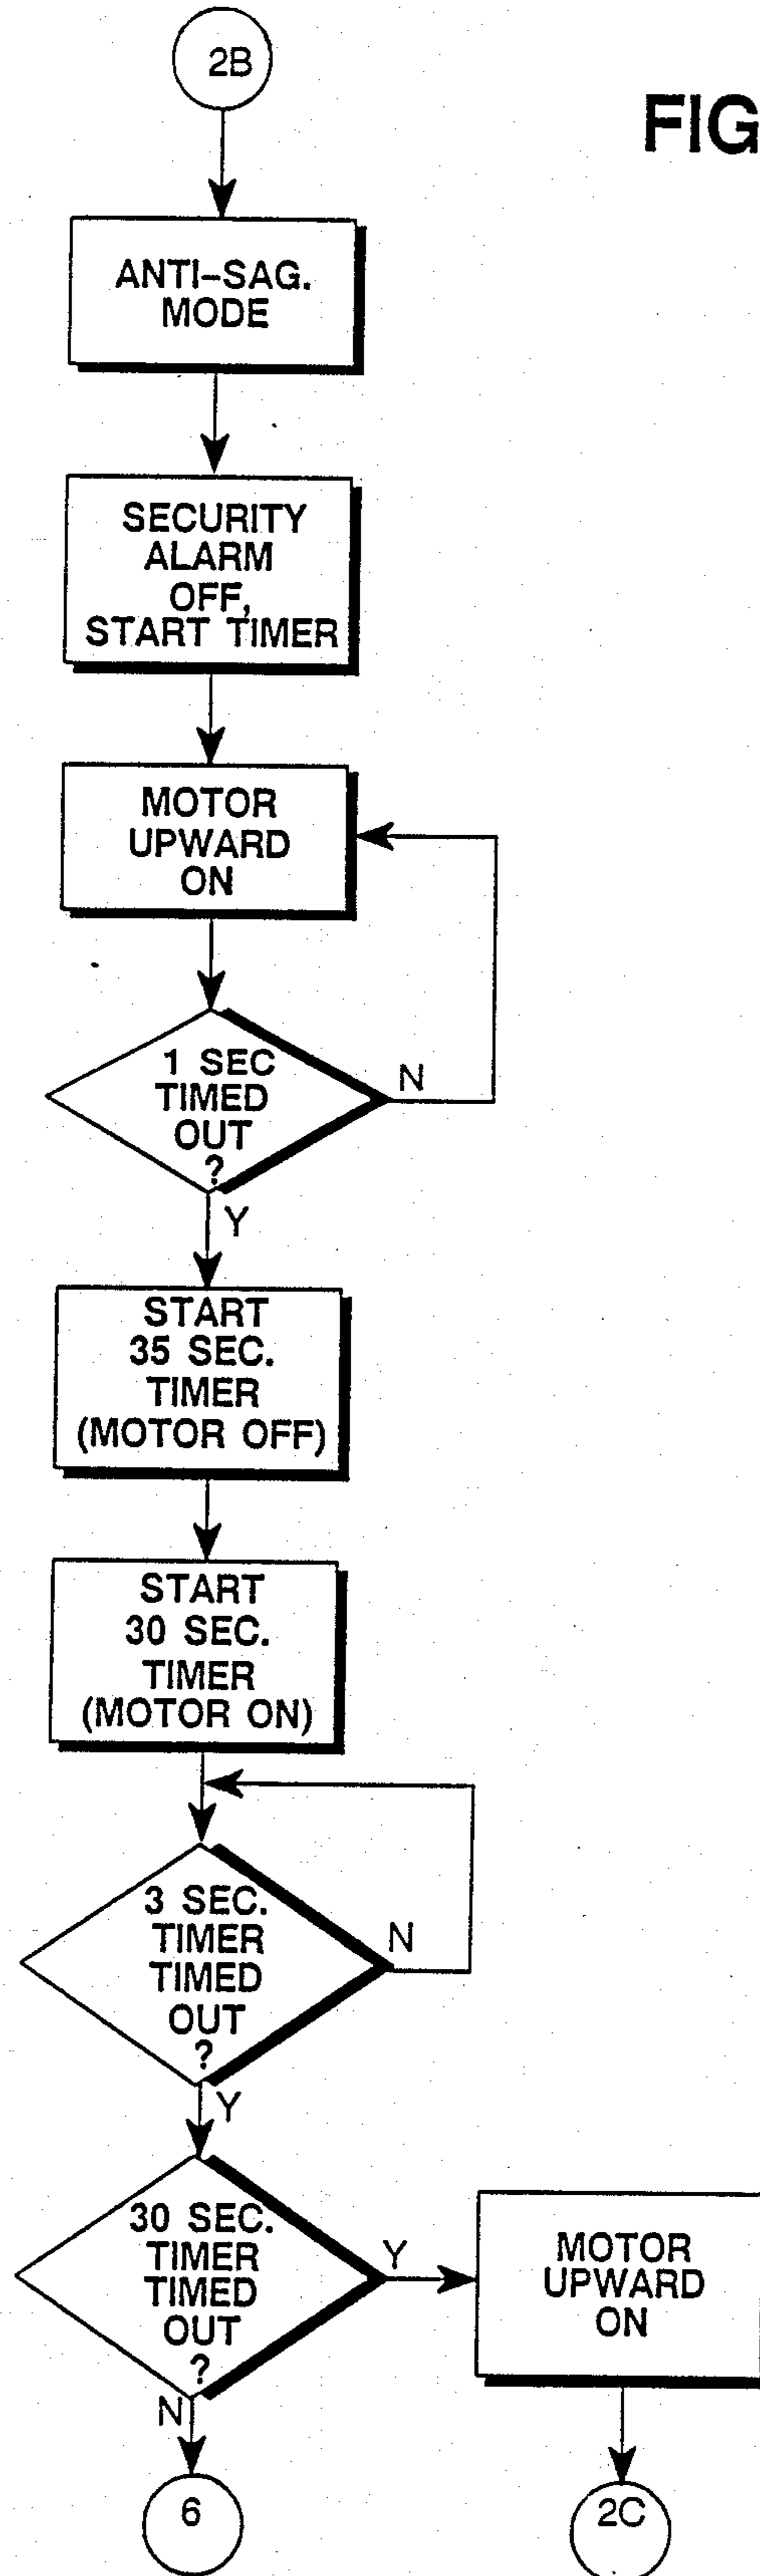 2B
FIG
ANTI-SAG.
MODE
SECURITY
ALARM
OFF,
START TIMER
MOTOR
UPWARD
ON
1 SEC
TIMED
OUT
?
N
Y
START
35 SEC.
TIMER
(MOTOR OFF)
START
30 SEC.
TIMER
(MOTOR ON)
3 SEC.
TIMER
TIMED
OUT
?
N
Y
30 SEC.
TIMER
TIMED
OUT
?
Y
MOTOR
UPWARD
ON
N
6
2C